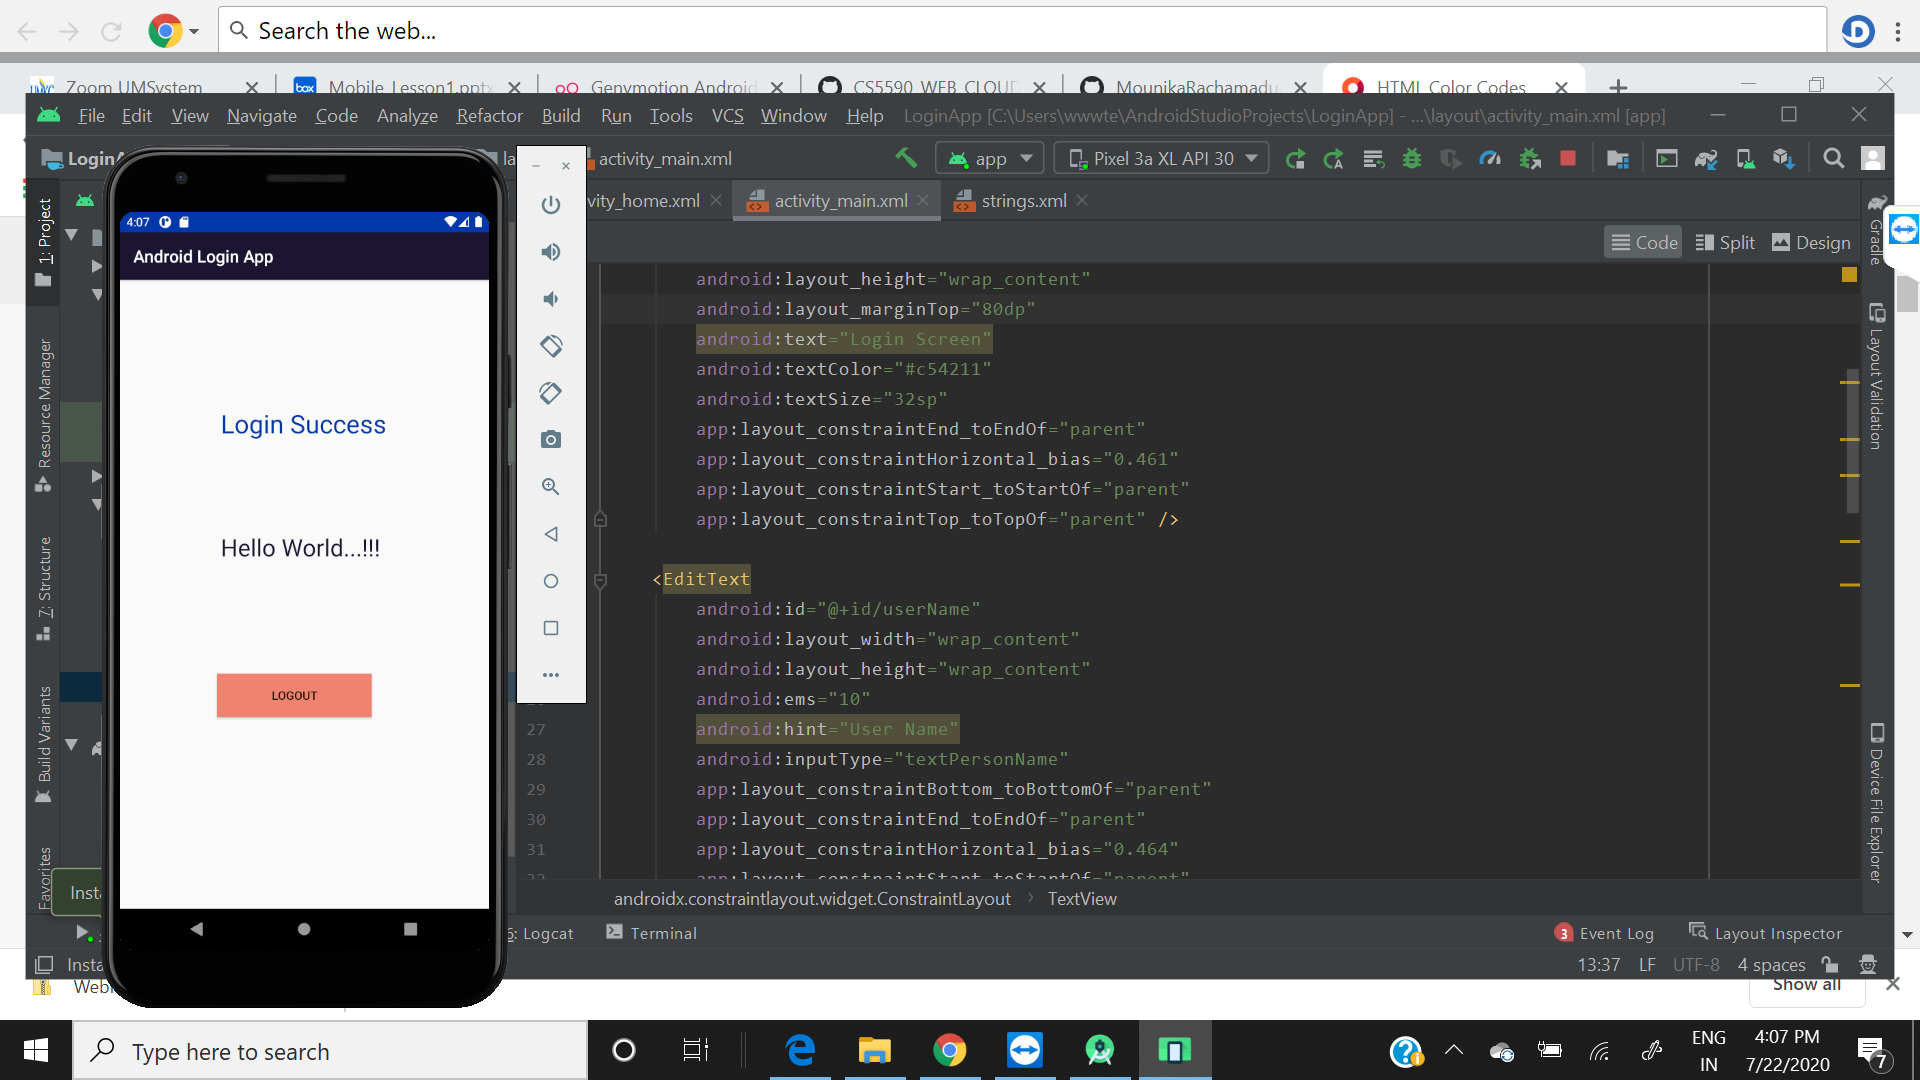 Search the web...
Zoom UMSystem
box Mobile_Lesson1.pptx
Genymotion Android
CS5590_WEB_CLOUD
MounikaRachamadu
HTML Color Codes
File Edit View Navigate Code Analyze Refactor Build Run Tools VCS Window Help LoginApp [C:\Users\wwwte\AndroidStudioProjects\LoginApp] - ...\layout\activity_main.xml [app]
LoginA
la
activity_main.xml
app
Pixel 3a XL API 30
vity_home.xml
activity_main.xml
strings.xml
Code Split Design
1: Project
Resource Manager
7: Structure
Build Variants
Favorites
4:07
Android Login App
Login Success
Hello World...!!!
LOGOUT
android:layout_height="wrap_content"
android:layout_marginTop="80dp"
android:text="Login Screen"
android:textColor="#c54211"
android:textSize="32sp"
app:layout_constraintEnd_toEndOf="parent"
app:layout_constraintHorizontal_bias="0.461"
app:layout_constraintStart_toStartOf="parent"
app:layout_constraintTop_toTopOf="parent" />
<EditText
android:id="@+id/userName"
android:layout_width="wrap_content"
android:layout_height="wrap_content"
android:ems="10"
27 android:hint="User Name"
28 android:inputType="textPersonName"
29 app:layout_constraintBottom_toBottomOf="parent"
30 app:layout_constraintEnd_toEndOf="parent"
31 app:layout_constraintHorizontal_bias="0.464"
app:layout_constraintStart_toStartOf="parent"
Gradle
Layout Validation
Device File Explorer
androidx.constraintlayout.widget.ConstraintLayout › TextView
Insta
6: Logcat
Terminal
3 Event Log
Layout Inspector
Insta
13:37 LF UTF-8 4 spaces
Show all
Type here to search
ENG
IN
4:07 PM
7/22/2020
7